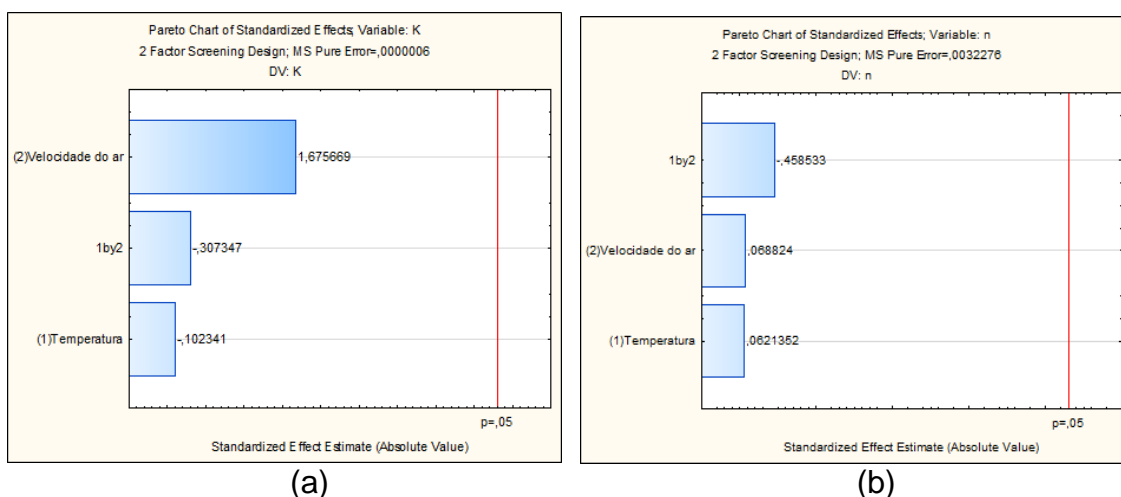 Pareto Chart of Standardized Effects; Variable: K
2 Factor Screening Design; MS Pure Error=,0000006
DV: K
(2)Velocidade do ar
1,675669
1by2
-,307347
(1)Temperatura
-,102341
p=,05
Standardized Effect Estimate (Absolute Value)
(a)
Pareto Chart of Standardized Effects; Variable: n
2 Factor Screening Design; MS Pure Error=,0032276
DV: n
1by2
-,458533
(2)Velocidade do ar
,068824
(1)Temperatura
,0621352
p=,05
Standardized Effect Estimate (Absolute Value)
(b)